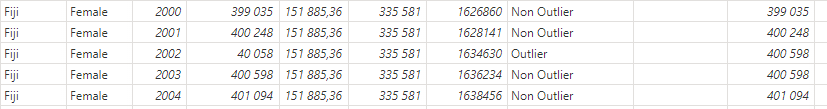 Fiji Female 2000 399 035 151 885,36 335 581 1626860 Non Outlier 399 035
Fiji Female 2001 400 248 151 885,36 335 581 1628141 Non Outlier 400 248
Fiji Female 2002 40 058 151 885,36 335 581 1634630 Outlier 400 598
Fiji Female 2003 400 598 151 885,36 335 581 1636234 Non Outlier 400 598
Fiji Female 2004 401 094 151 885,36 335 581 1638456 Non Outlier 401 094